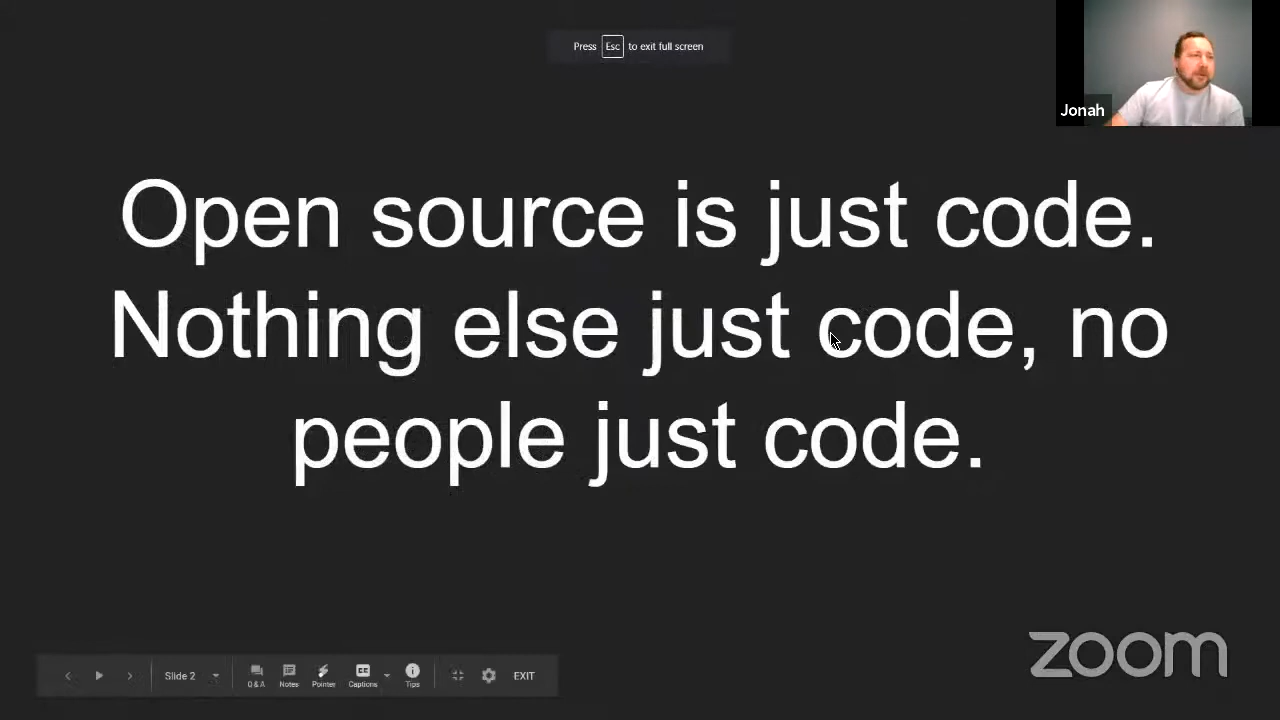 Press Esc to exit full screen
Jonah
Open source is just code.
Nothing else just code, no
people just code.
zoom
Slide 2
Q & A
Notes
Pointer
CC
Captions
Tips
EXIT